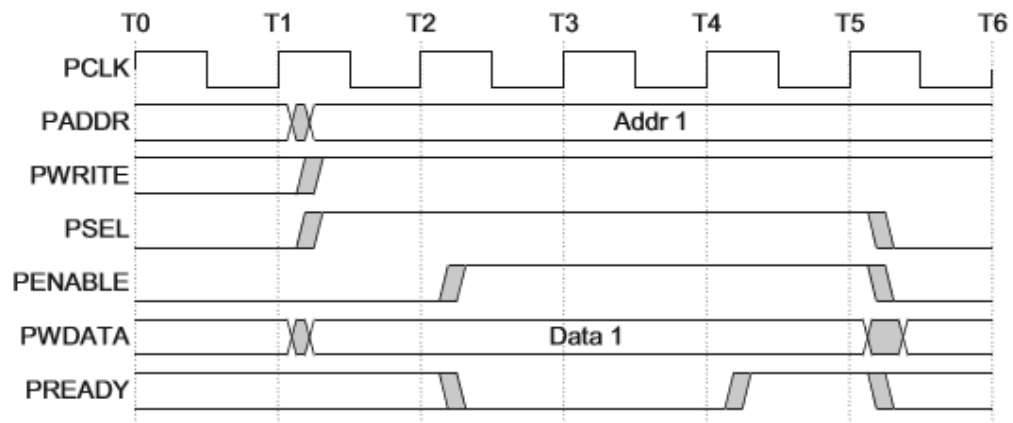 T0 T1 T2 T3 T4 T5 T6
PCLK
PADDR Addr 1
PWRITE
PSEL
PENABLE
PWDATA Data 1
PREADY